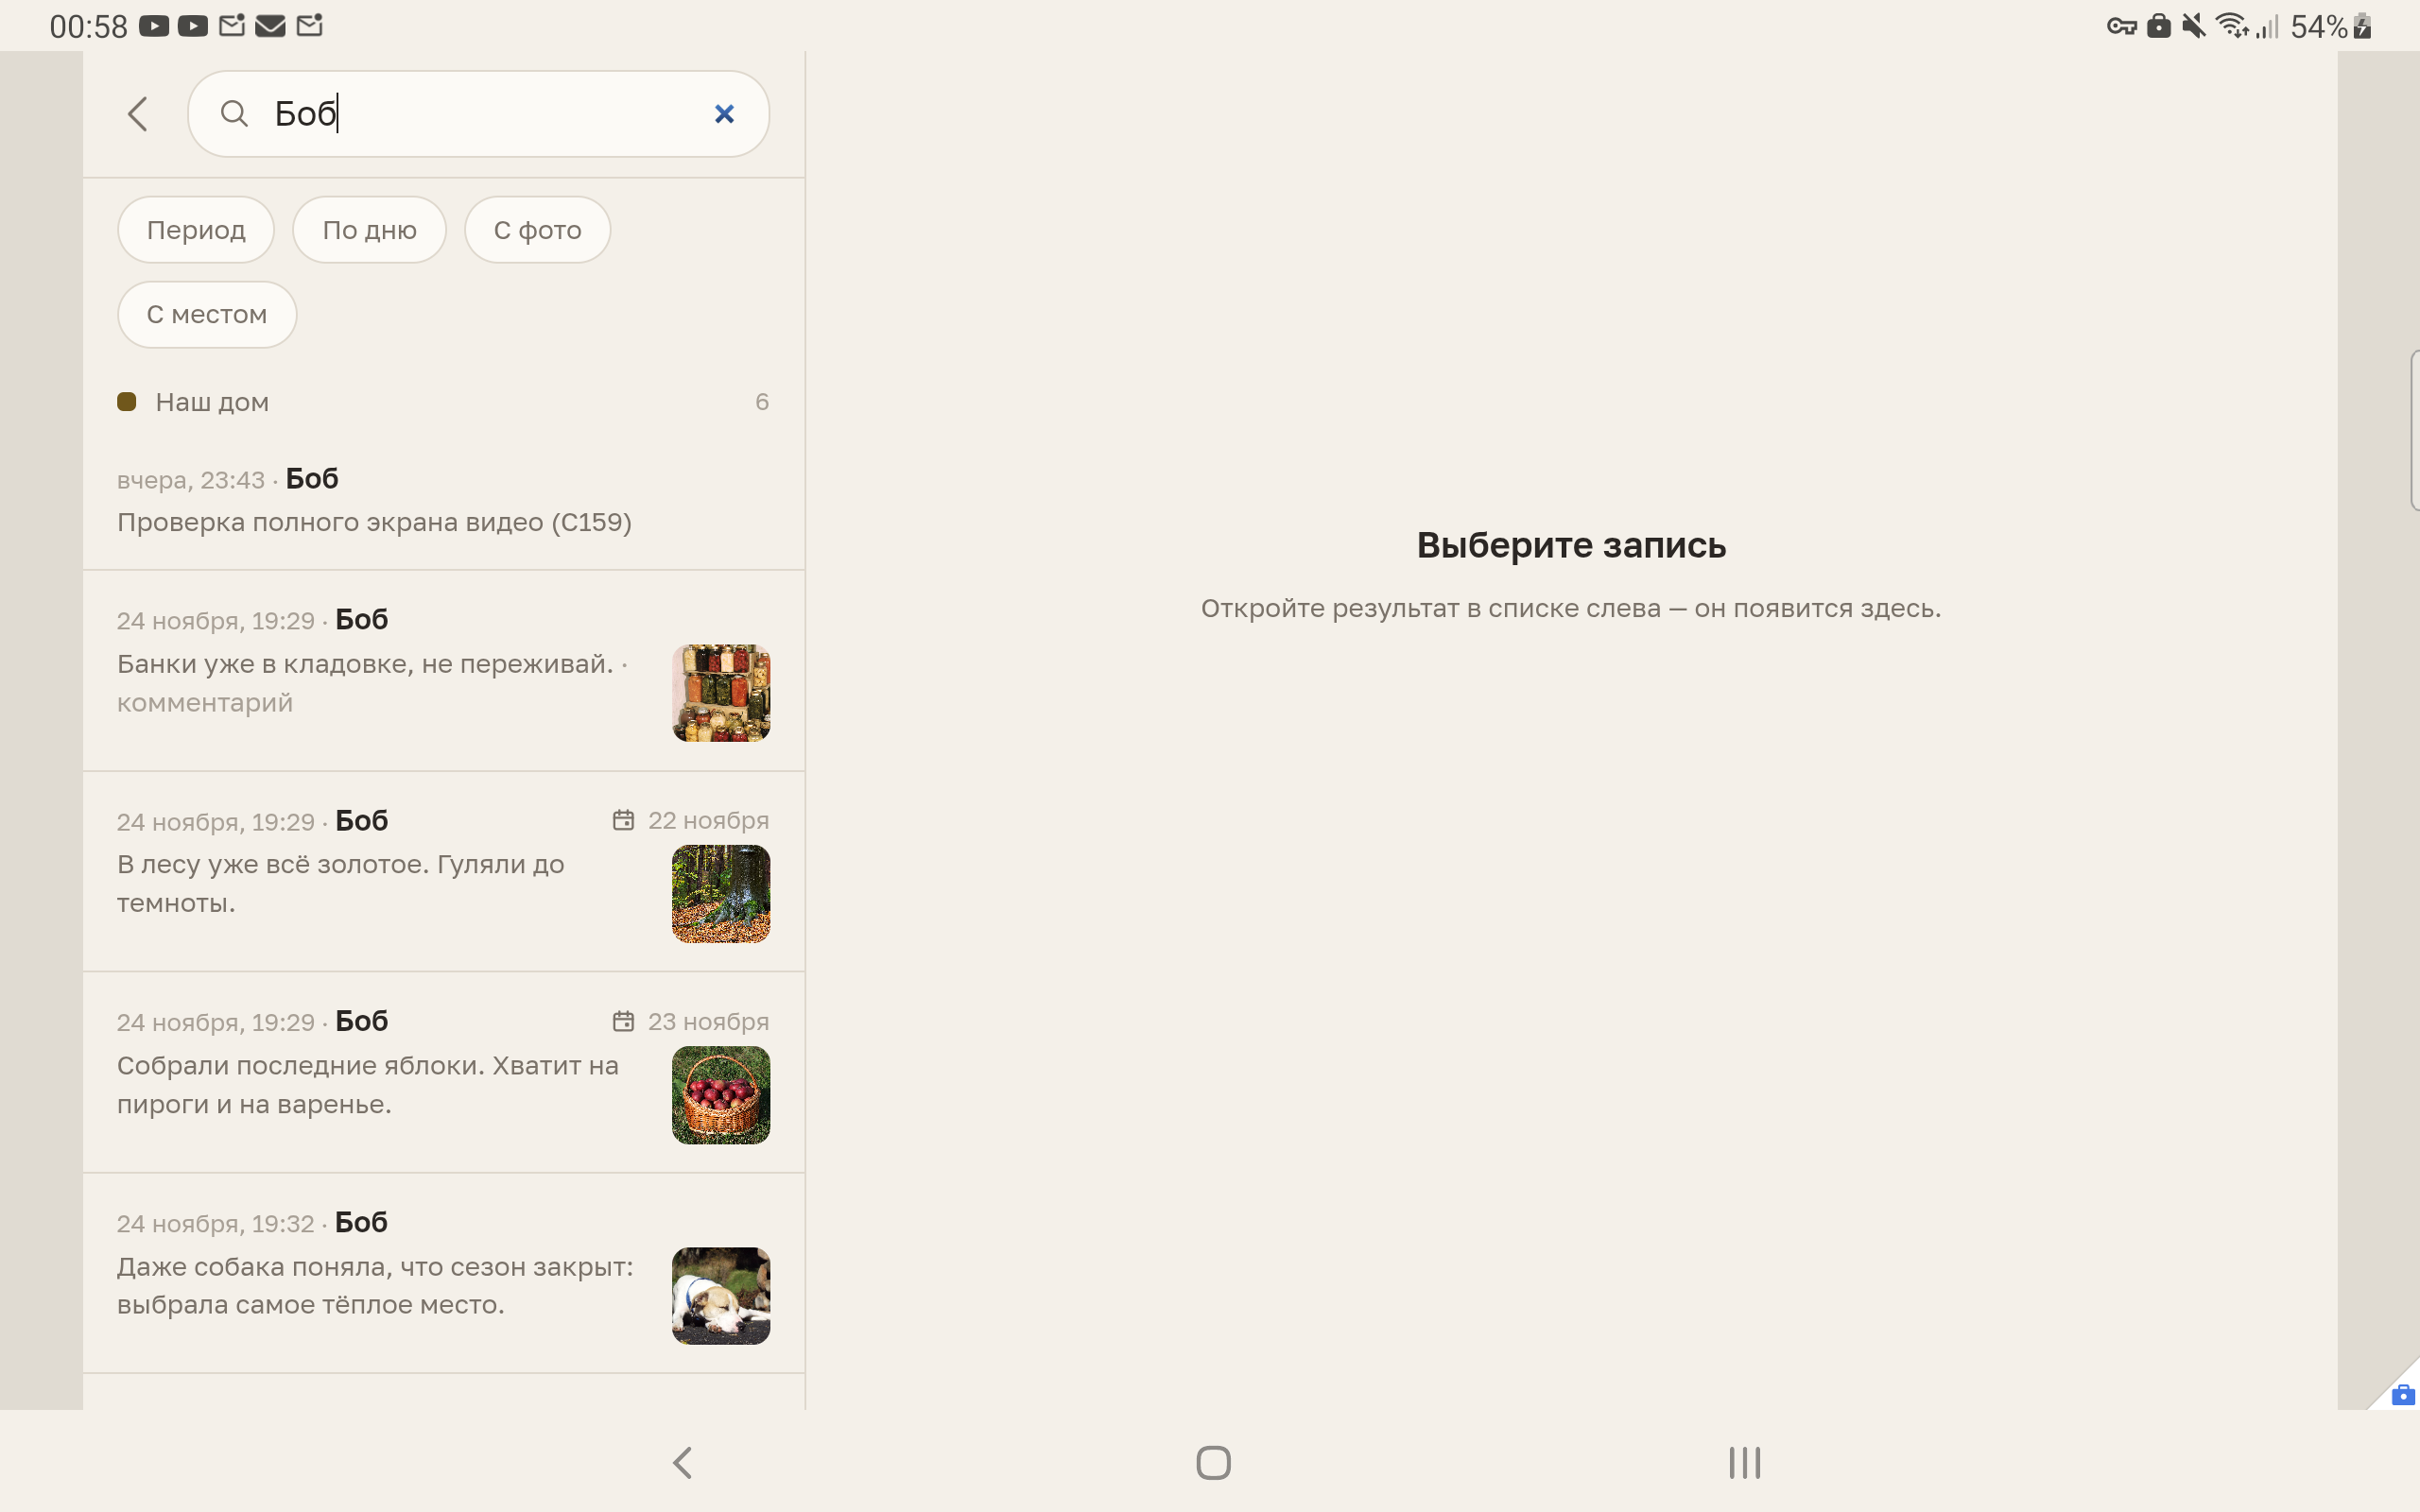 00:58
54%
Боб
Период
По дню
С фото
С местом
Наш дом
6
вчера, 23:43 · Боб
Проверка полного экрана видео (С159)
24 ноября, 19:29 · Боб
Банки уже в кладовке, не переживай. ·
комментарий
24 ноября, 19:29 · Боб
22 ноября
В лесу уже всё золотое. Гуляли до
темноты.
24 ноября, 19:29 · Боб
23 ноября
Собрали последние яблоки. Хватит на
пироги и на варенье.
24 ноября, 19:32 · Боб
Даже собака поняла, что сезон закрыт:
выбрала самое тёплое место.
Выберите запись
Откройте результат в списке слева — он появится здесь.